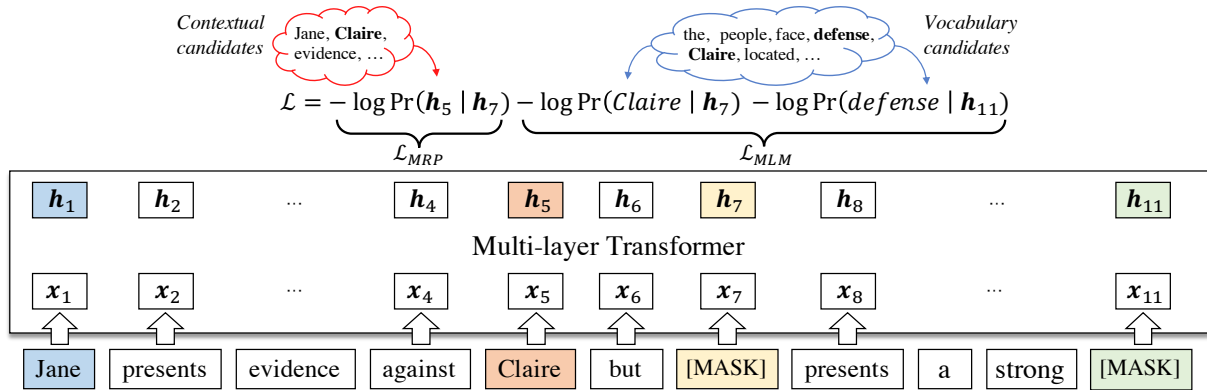 Contextual candidates
Jane, Claire, evidence, …
the, people, face, defense, Claire, located, …
Vocabulary candidates
ℒ = − log Pr(𝒉₅ | 𝒉₇) − log Pr(Claire | 𝒉₇) − log Pr(defense | 𝒉₁₁)
ℒ_MRP ℒ_MLM
𝒉₁ 𝒉₂ … 𝒉₄ 𝒉₅ 𝒉₆ 𝒉₇ 𝒉₈ … 𝒉₁₁
Multi-layer Transformer
𝒙₁ 𝒙₂ … 𝒙₄ 𝒙₅ 𝒙₆ 𝒙₇ 𝒙₈ … 𝒙₁₁
Jane presents evidence against Claire but [MASK] presents a strong [MASK]